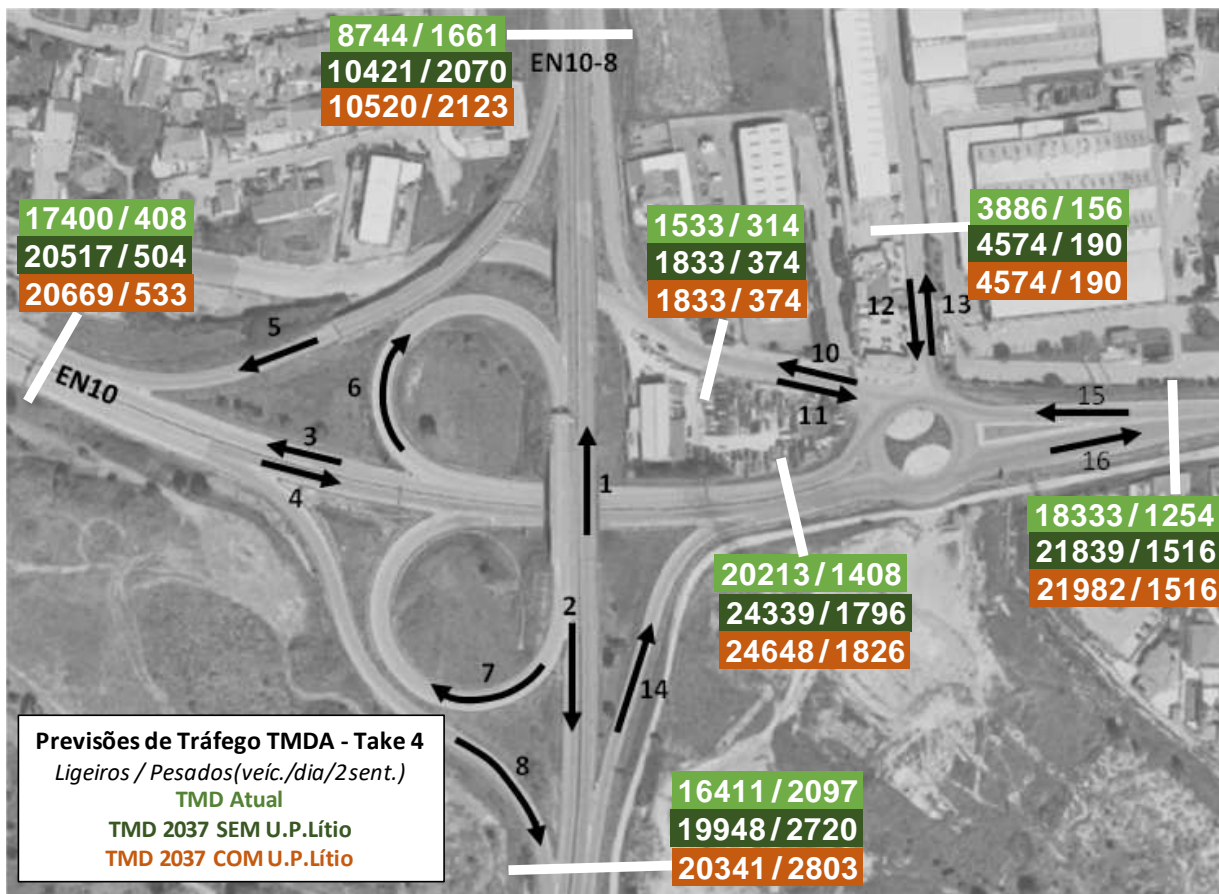 8744 / 1661
10421 / 2070
10520 / 2123
EN10-8
17400 / 408
20517 / 504
20669 / 533
1533 / 314
1833 / 374
1833 / 374
3886 / 156
4574 / 190
4574 / 190
5
6
EN10
3
4
1
2
7
8
14
10
11
12
13
15
16
18333 / 1254
21839 / 1516
21982 / 1516
20213 / 1408
24339 / 1796
24648 / 1826
16411 / 2097
19948 / 2720
20341 / 2803
Previsões de Tráfego TMDA - Take 4
Ligeiros / Pesados(veíc./dia/2sent.)
TMD Atual
TMD 2037 SEM U.P.Lítio
TMD 2037 COM U.P.Lítio